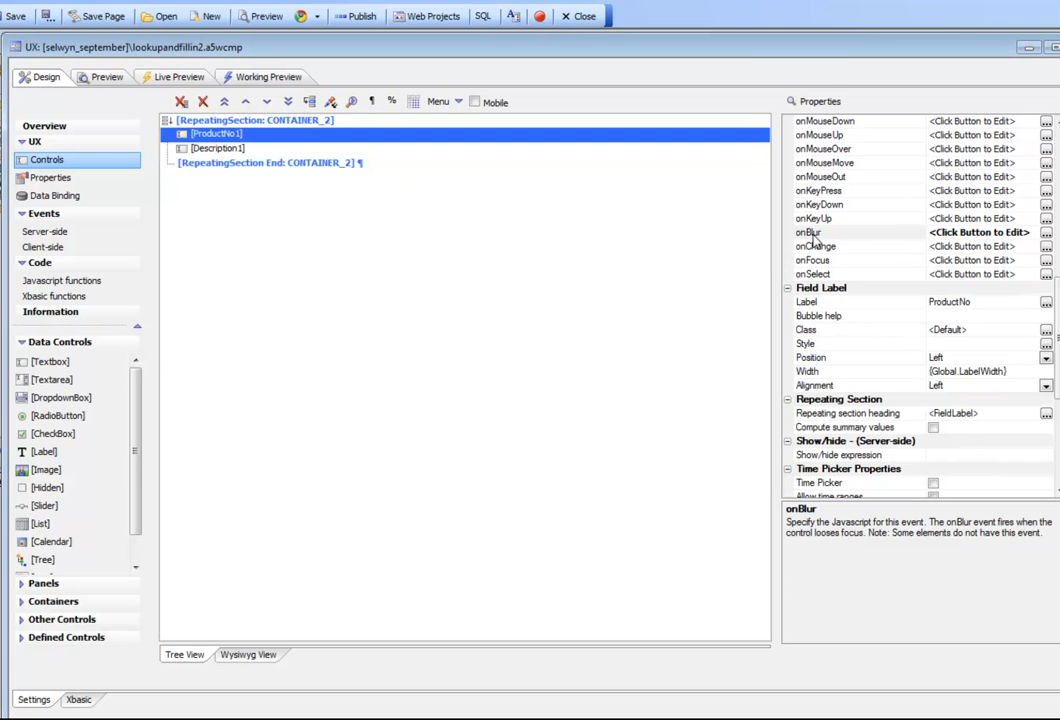 Save Save Page Open New Preview Publish Web Projects SQL Close
UX: [selwyn_september]\lookupandfillin2.a5wcmp
Design Preview Live Preview Working Preview
Menu Mobile
Properties
Overview
UX
Controls
Properties
Data Binding
Events
Server-side
Client-side
Code
Javascript functions
Xbasic functions
Information
Data Controls
[Textbox]
[Textarea]
[DropdownBox]
[RadioButton]
[CheckBox]
[Label]
[Image]
[Hidden]
[Slider]
[List]
[Calendar]
[Tree]
Panels
Containers
Other Controls
Defined Controls
[RepeatingSection: CONTAINER_2]
[ProductNo1]
[Description1]
[RepeatingSection End: CONTAINER_2] ¶
Tree View Wysiwyg View
Settings Xbasic
onMouseDown <Click Button to Edit>
onMouseUp <Click Button to Edit>
onMouseOver <Click Button to Edit>
onMouseMove <Click Button to Edit>
onMouseOut <Click Button to Edit>
onKeyPress <Click Button to Edit>
onKeyDown <Click Button to Edit>
onKeyUp <Click Button to Edit>
onBlur <Click Button to Edit>
onChange <Click Button to Edit>
onFocus <Click Button to Edit>
onSelect <Click Button to Edit>
Field Label
Label ProductNo
Bubble help
Class <Default>
Style
Position Left
Width {Global.LabelWidth}
Alignment Left
Repeating Section
Repeating section heading <FieldLabel>
Compute summary values
Show/hide - (Server-side)
Show/hide expression
Time Picker Properties
Time Picker
Allow time ranges
onBlur
Specify the Javascript for this event. The onBlur event fires when the
control looses focus. Note: Some elements do not have this event.